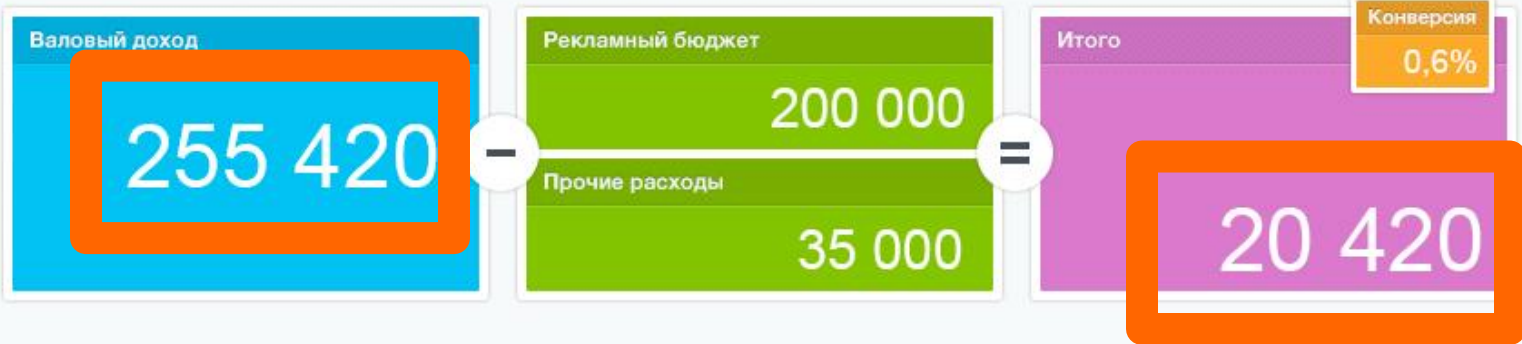 Валовый доход
255 420
−
Рекламный бюджет
200 000
Прочие расходы
35 000
=
Итого
Конверсия
0,6%
20 420